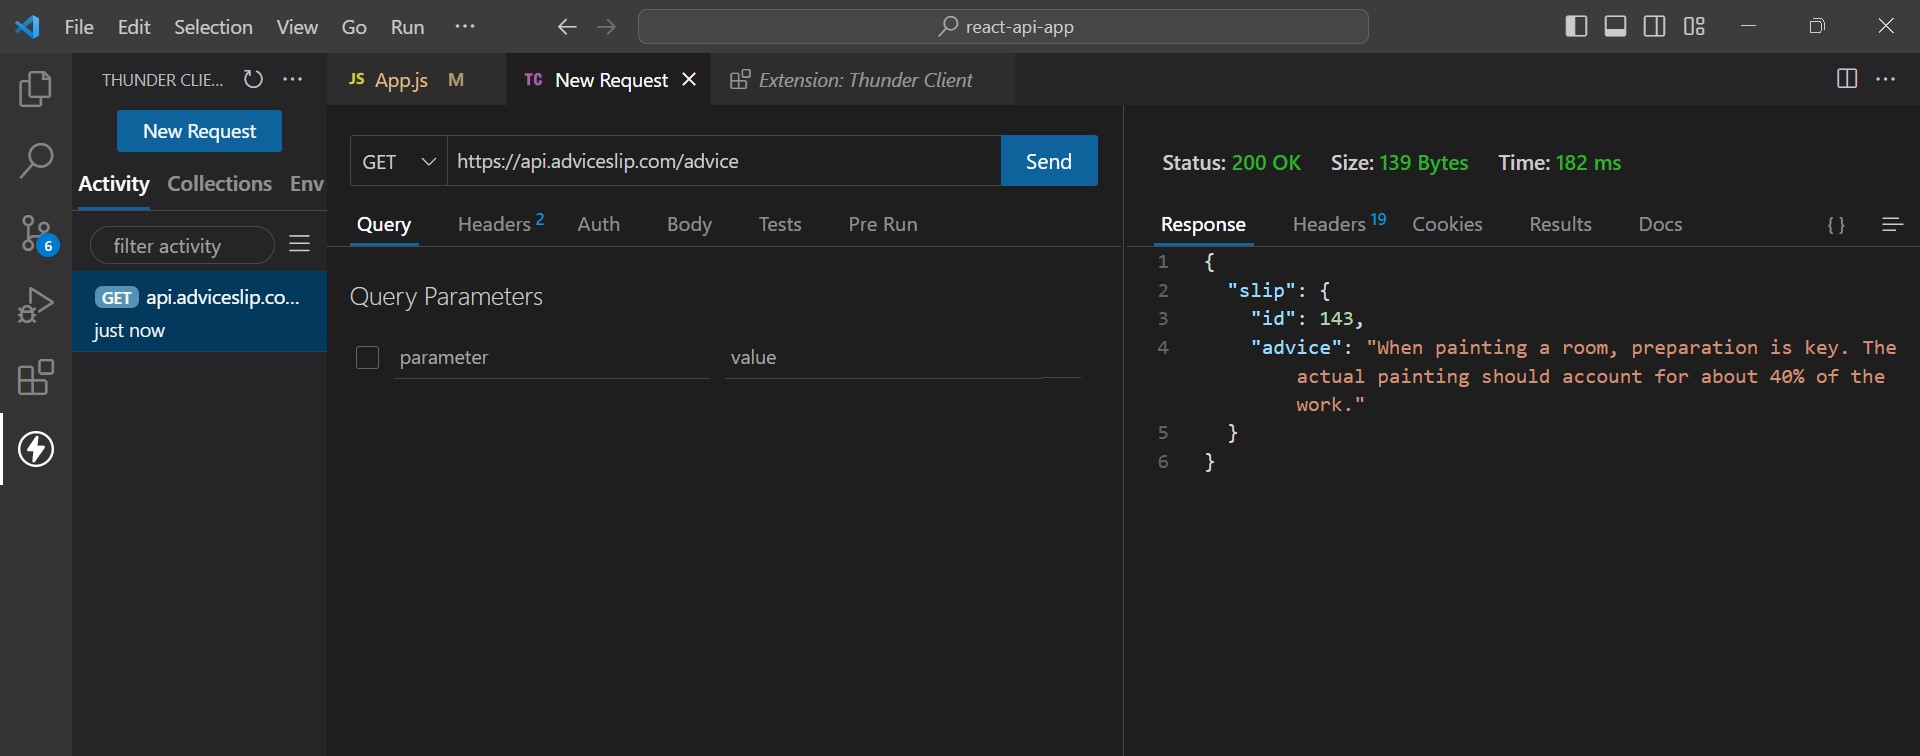 File Edit Selection View Go Run ···
react-api-app
THUNDER CLIE... ···
JS App.js M
TC New Request
Extension: Thunder Client
New Request
Activity Collections Env
filter activity
GET api.adviceslip.co...
just now
6
GET https://api.adviceslip.com/advice Send
Query Headers 2 Auth Body Tests Pre Run
Query Parameters
parameter value
Status: 200 OK Size: 139 Bytes Time: 182 ms
Response Headers 19 Cookies Results Docs { }
1 {
2 "slip": {
3 "id": 143,
4 "advice": "When painting a room, preparation is key. The
actual painting should account for about 40% of the
work."
5 }
6 }